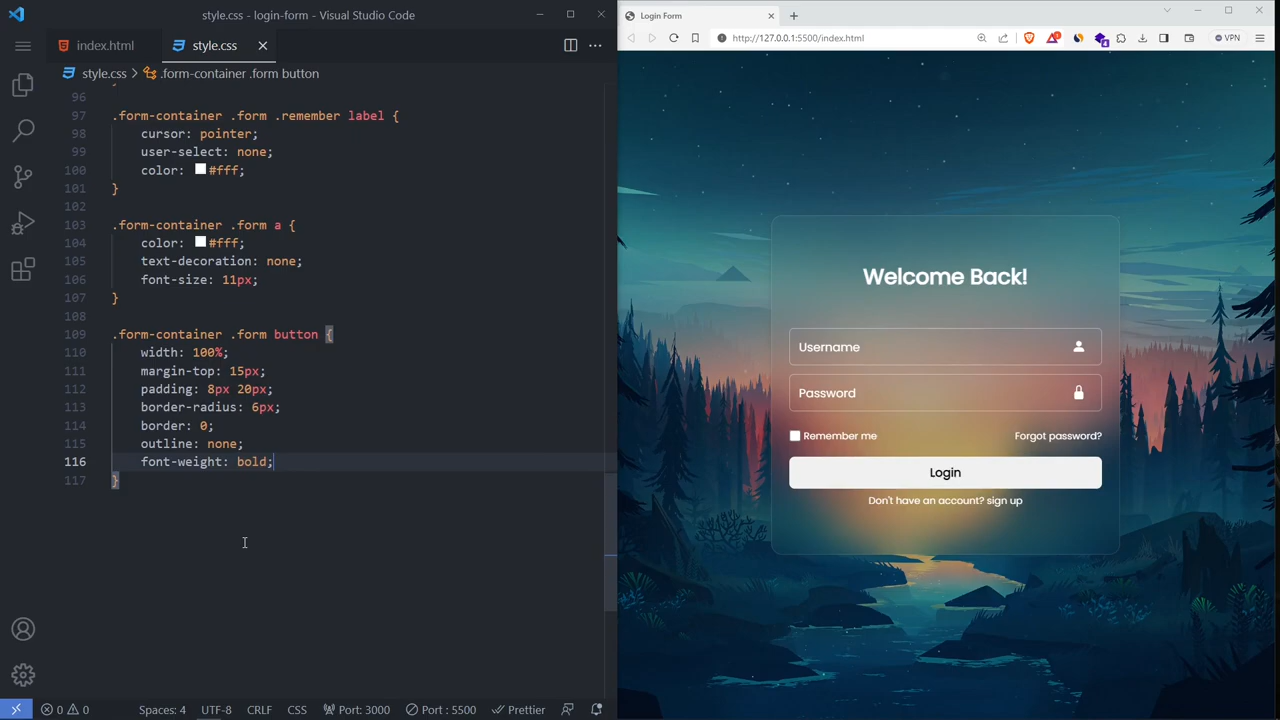 style.css - login-form - Visual Studio Code
index.html
style.css
style.css > .form-container .form button
96
97 .form-container .form .remember label {
98 cursor: pointer;
99 user-select: none;
100 color: #fff;
101 }
102
103 .form-container .form a {
104 color: #fff;
105 text-decoration: none;
106 font-size: 11px;
107 }
108
109 .form-container .form button {
110 width: 100%;
111 margin-top: 15px;
112 padding: 8px 20px;
113 border-radius: 6px;
114 border: 0;
115 outline: none;
116 font-weight: bold;
117 }
0 0 Spaces: 4 UTF-8 CRLF CSS Port: 3000 Port : 5500 Prettier
Login Form
http://127.0.0.1:5500/index.html
1
4
VPN
Welcome Back!
Username
Password
Remember me
Forgot password?
Login
Don't have an account? sign up